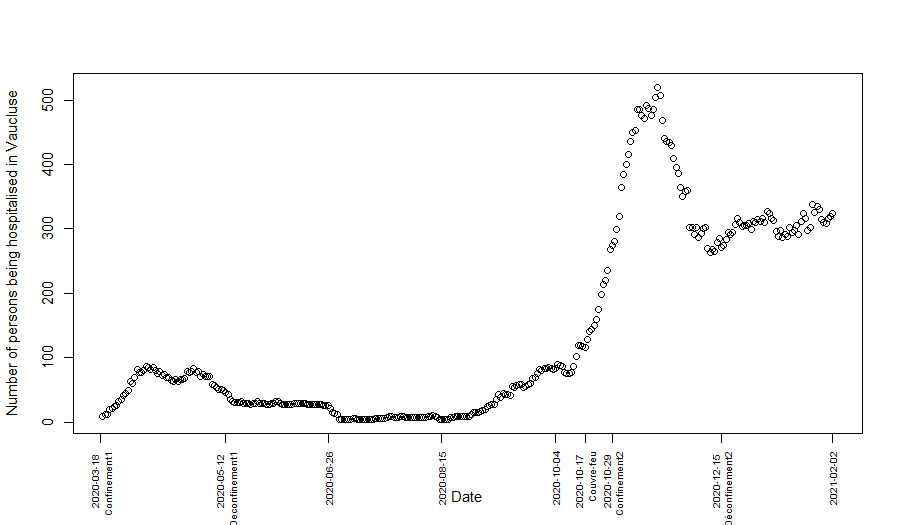 Number of persons being hospitalised in Vaucluse
500
400
300
200
100
0
2020-03-18
Confinement1
2020-05-12
Deconfinement1
2020-06-26
2020-08-15
2020-10-04
2020-10-17
Couvre-feu
2020-10-29
Confinement2
2020-12-15
Déconfinement2
2021-02-02
Date